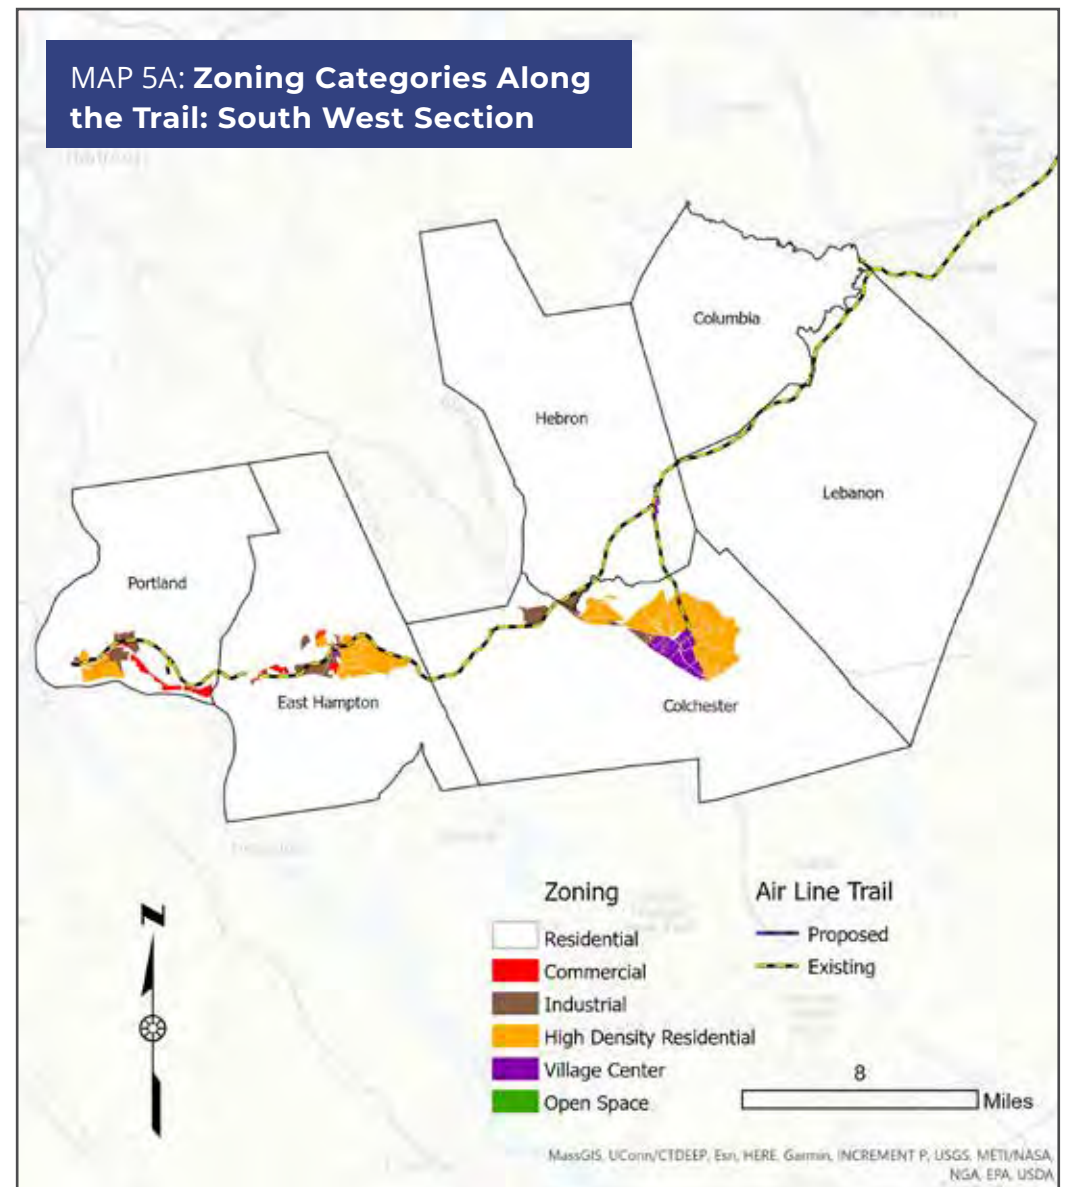 MAP 5A: Zoning Categories Along
the Trail: South West Section
Columbia
Hebron
Lebanon
Portland
East Hampton
Colchester
N
Zoning
Residential
Commercial
Industrial
High Density Residential
Village Center
Open Space
Air Line Trail
Proposed
Existing
8
Miles
MassGIS, UConn/CTDEEP, Esri, HERE, Garmin, INCREMENT P, USGS, METI/NASA,
NGA, EPA, USDA